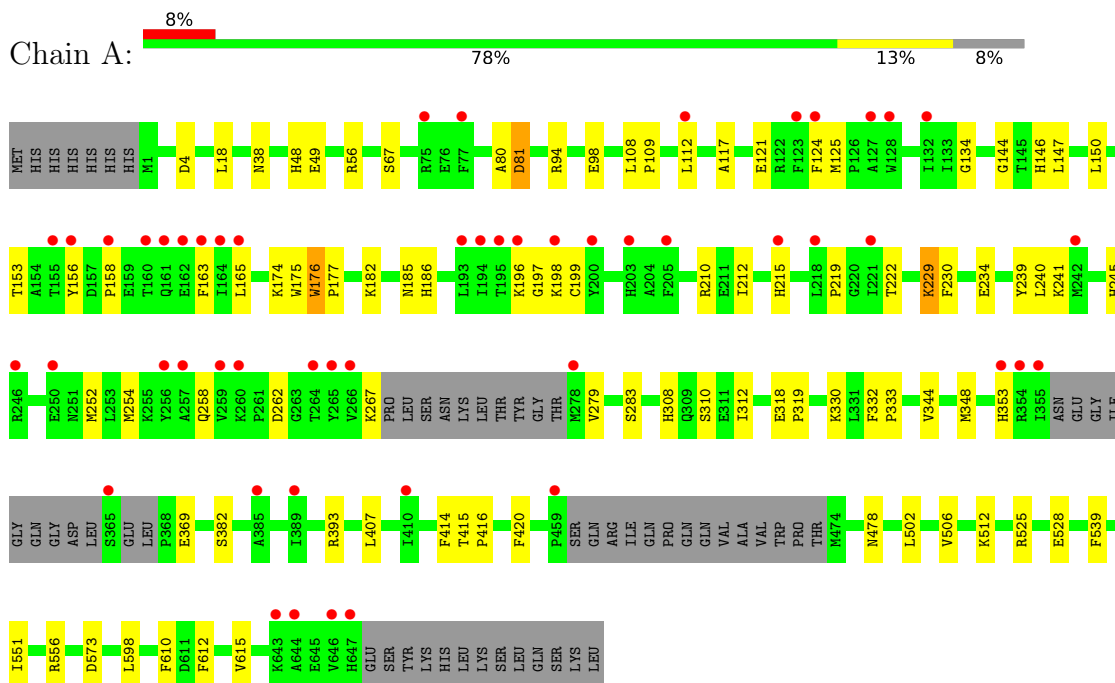 8%
Chain A:
78% 13% 8%
MET HIS HIS HIS HIS HIS HIS M1 D4 L18 N38 H48 E49 R56 S67 R75 E76 F77 A80 D81 R94 E98 L108 P109 L112 A117 E121 R122 F123 F124 M125 P126 A127 W128 I132 I133 G134 G144 T145 H146 L147 L150
T153 A154 T155 Y156 D157 P158 E159 T160 Q161 E162 F163 I164 L165 K174 W175 W176 P177 K182 N185 H186 L193 I194 T195 K196 G197 K198 C199 Y200 H203 A204 F205 R210 E211 I212 H215 L218 P219 G220 I221 T222 K229 F230 E234 Y239 L240 K241 M242 H245
R246 E250 N251 M252 L253 M254 K255 Y256 A257 Q258 V259 K260 P261 D262 G263 T264 Y265 V266 K267 PRO LEU SER ASN LYS LEU THR TYR GLY THR M278 V279 S283 H308 Q309 S310 E311 I312 E318 P319 K330 L331 F332 P333 V344 M348 H353 R354 I355 ASN GLU GLY ILE
GLY GLN GLY ASP LEU S365 GLU LEU P368 E369 S382 A385 I389 R393 L407 I410 F414 T415 P416 F420 P459 SER GLN ARG ILE GLN PRO GLN GLN VAL ALA VAL TRP PRO THR M474 N478 L502 V506 K512 R525 E528 F539
I551 R556 D573 L598 F610 D611 F612 V615 K643 A644 E645 V646 H647 GLU SER TYR LYS HIS LEU LYS SER LEU GLN SER LYS LEU